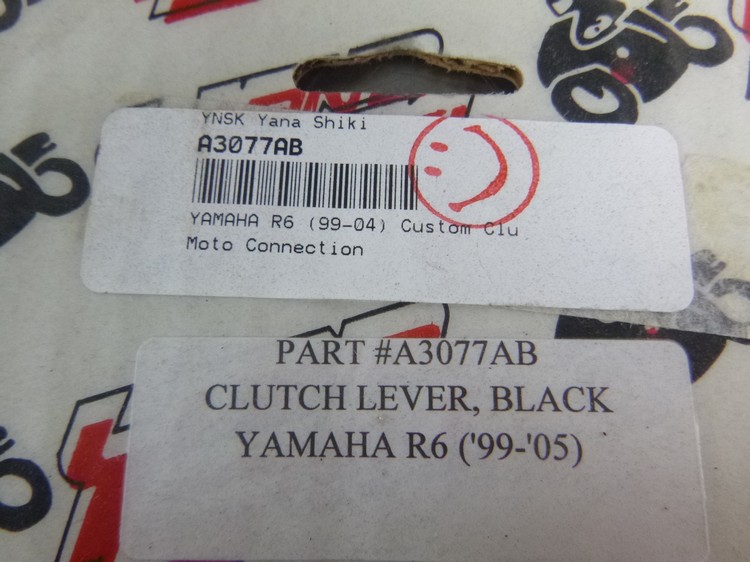 YNSK Yana Shiki
A3077AB
YAMAHA R6 (99-04) Custom Clu
Moto Connection
PART #A3077AB
CLUTCH LEVER, BLACK
YAMAHA R6 ('99-'05)